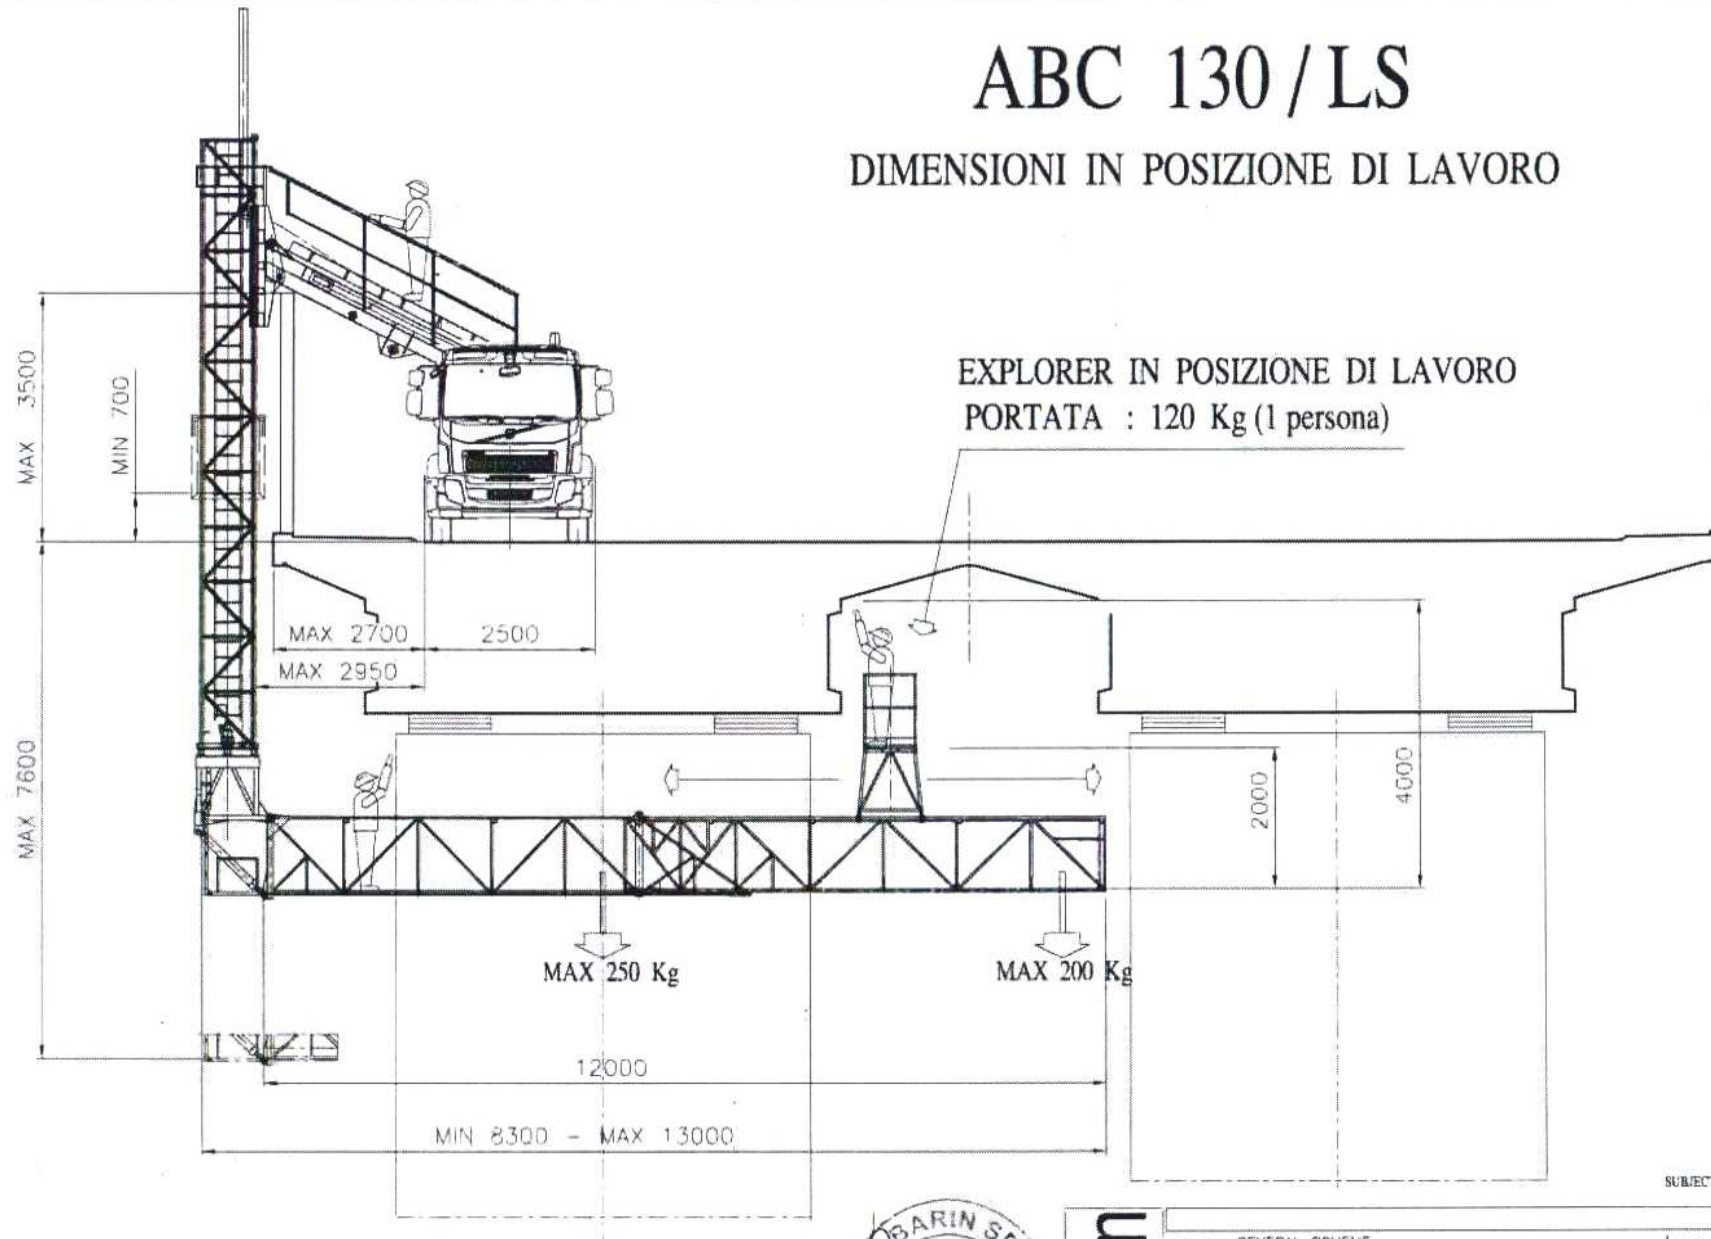 ABC 130 / LS
DIMENSIONI IN POSIZIONE DI LAVORO
EXPLORER IN POSIZIONE DI LAVORO
PORTATA : 120 Kg (1 persona)
MAX 3500
MIN 700
MAX 2700
2500
MAX 2950
MAX 7600
2000
4000
MAX 250 Kg
MAX 200 Kg
12000
MIN 8300 - MAX 13000
BARIN